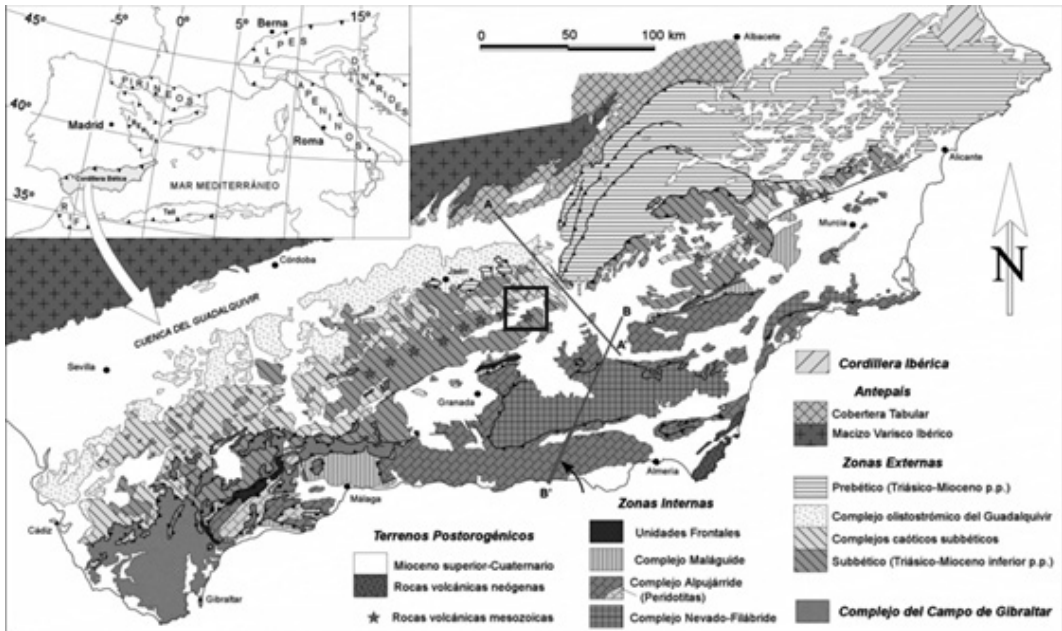 45º
5º
0º
5º
10º
15º
Berna
ALPES
DINARIDES
PIRINEOS
APENINOS
40º
Madrid
Roma
Cordillera Bética
MAR MEDITERRÁNEO
35º
RIF
Tell
0 50 100 km
Albacete
Alicante
Murcia
N
A
Córdoba
Jaén
CUENCA DEL GUADALQUIVIR
B
A'
Sevilla
Granada
Almería
B'
Málaga
Cádiz
Gibraltar
Terrenos Postorogénicos
Mioceno superior-Cuaternario
Rocas volcánicas neógenas
Rocas volcánicas mesozoicas
Zonas Internas
Unidades Frontales
Complejo Maláguide
Complejo Alpujárride
(Peridotitas)
Complejo Nevado-Filábride
Cordillera Ibérica
Antepaís
Cobertera Tabular
Macizo Varisco Ibérico
Zonas Externas
Prebético (Triásico-Mioceno p.p.)
Complejo olistostrómico del Guadalquivir
Complejos caóticos subbéticos
Subbético (Triásico-Mioceno inferior p.p.)
Complejo del Campo de Gibraltar